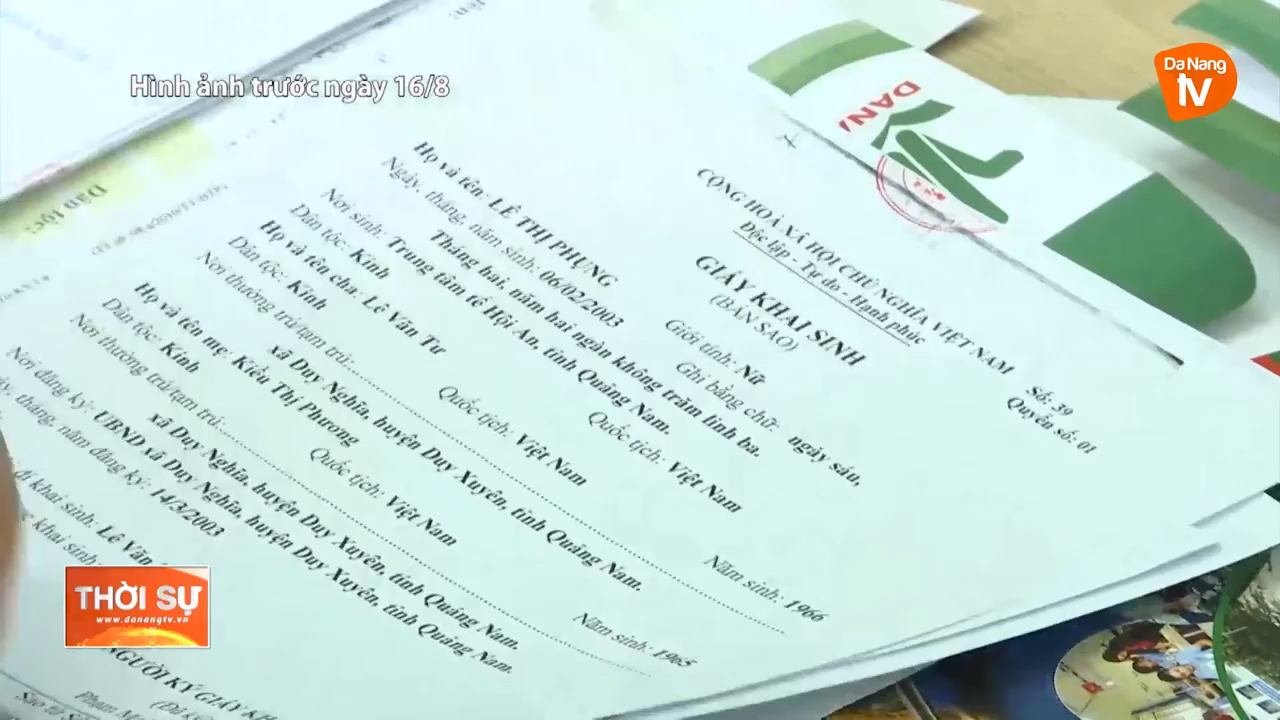 Hình ảnh trước ngày 16/8
Da Nang
tv
DAN
CỘNG HOÀ XÃ HỘI CHỦ NGHĨA VIỆT NAM
Độc lập - Tự do - Hạnh phúc
Số: 39
Quyển số: 01
GIẤY KHAI SINH
(BẢN SAO)
Họ và tên: LÊ THỊ PHỤNG
Giới tính: Nữ
Ngày, tháng, năm sinh: 06/02/2003
Ghi bằng chữ: ngày sáu,
Tháng hai, năm hai ngàn không trăm linh ba.
Nơi sinh: Trung tâm tế Hội An, tỉnh Quảng Nam.
Dân tộc: Kinh
Quốc tịch: Việt Nam
Họ và tên cha: Lê Văn Tư
Năm sinh: 1966
Dân tộc: Kinh
Quốc tịch: Việt Nam
Nơi thường trú/tạm trú:
xã Duy Nghĩa, huyện Duy Xuyên, tỉnh Quảng Nam.
Họ và tên mẹ: Kiều Thị Phương
Năm sinh: 1965
Dân tộc: Kinh
Quốc tịch: Việt Nam
Nơi thường trú/tạm trú:
xã Duy Nghĩa, huyện Duy Xuyên, tỉnh Quảng Nam.
Nơi đăng ký: UBND xã Duy Nghĩa, huyện Duy Xuyên, tỉnh Quảng Nam.
tháng, năm đăng ký: 14/3/2003
đi khai sinh: Lê Văn
khai sinh:
NGƯỜI KÝ GIẤY KH
Dân tộc:
THỜI SỰ
www.danangtv.vn